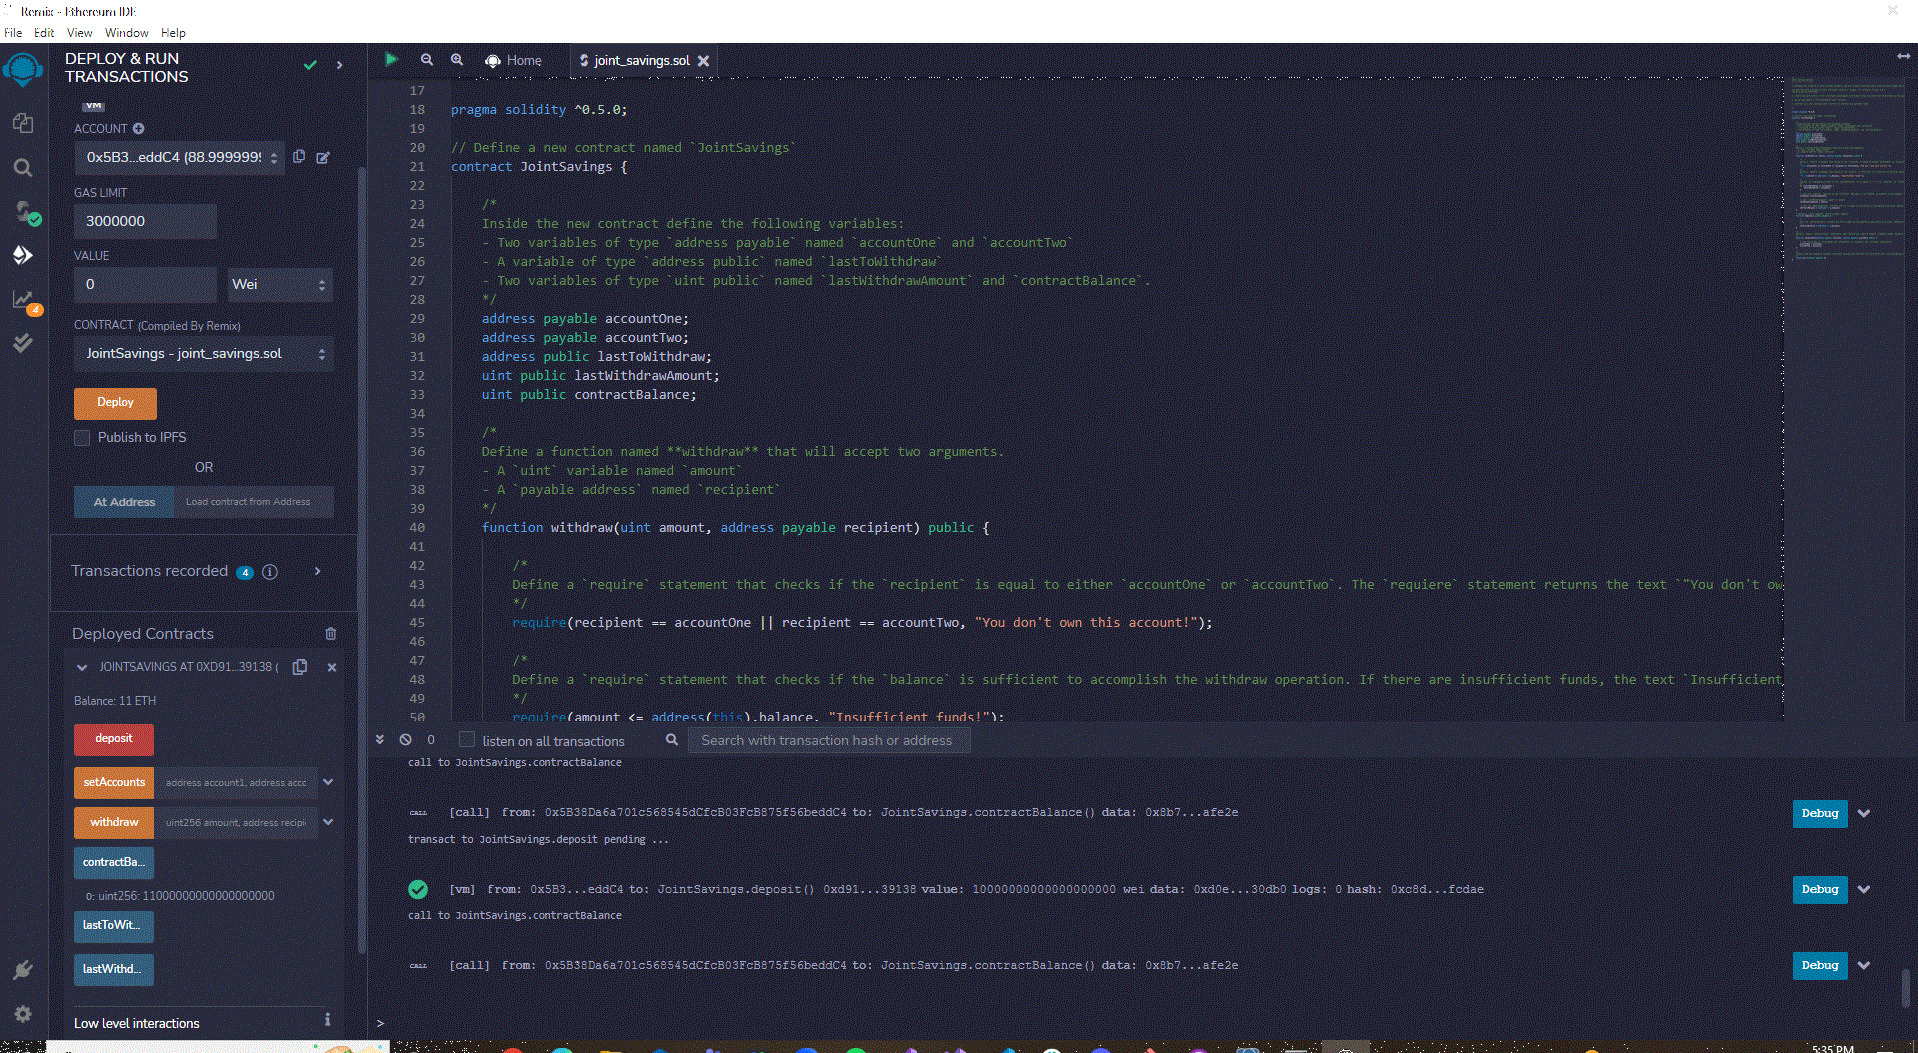 Remix - Ethereum IDE
File Edit View Window Help
DEPLOY & RUN
TRANSACTIONS
VM
ACCOUNT
0x5B3...eddC4 (88.9999999
GAS LIMIT
3000000
VALUE
0
Wei
CONTRACT (Compiled By Remix)
JointSavings - joint_savings.sol
Deploy
Publish to IPFS
OR
At Address
Load contract from Address
Transactions recorded 4
Deployed Contracts
JOINTSAVINGS AT 0XD91...39138 (
Balance: 11 ETH
deposit
setAccounts
address account1, address acco
withdraw
uint256 amount, address recipie
contractBa...
0: uint256: 11000000000000000000
lastToWit...
lastWithd...
Low level interactions
4
Home
joint_savings.sol
17
18 pragma solidity ^0.5.0;
19
20 // Define a new contract named `JointSavings`
21 contract JointSavings {
22
23 /*
24 Inside the new contract define the following variables:
25 - Two variables of type `address payable` named `accountOne` and `accountTwo`
26 - A variable of type `address public` named `lastToWithdraw`
27 - Two variables of type `uint public` named `lastWithdrawAmount` and `contractBalance`.
28 */
29 address payable accountOne;
30 address payable accountTwo;
31 address public lastToWithdraw;
32 uint public lastWithdrawAmount;
33 uint public contractBalance;
34
35 /*
36 Define a function named **withdraw** that will accept two arguments.
37 - A `uint` variable named `amount`
38 - A `payable address` named `recipient`
39 */
40 function withdraw(uint amount, address payable recipient) public {
41
42 /*
43 Define a `require` statement that checks if the `recipient` is equal to either `accountOne` or `accountTwo`. The `requiere` statement returns the text `"You don't ow
44 */
45 require(recipient == accountOne || recipient == accountTwo, "You don't own this account!");
46
47 /*
48 Define a `require` statement that checks if the `balance` is sufficient to accomplish the withdraw operation. If there are insufficient funds, the text `Insufficient
49 */
50 require(amount <= address(this).balance, "Insufficient funds!");
0
listen on all transactions
Search with transaction hash or address
call to JointSavings.contractBalance
CALL [call] from: 0x5B38Da6a701c568545dCfcB03FcB875f56beddC4 to: JointSavings.contractBalance() data: 0x8b7...afe2e
Debug
transact to JointSavings.deposit pending ...
[vm] from: 0x5B3...eddC4 to: JointSavings.deposit() 0xd91...39138 value: 10000000000000000000 wei data: 0xd0e...30db0 logs: 0 hash: 0xc8d...fcdae
Debug
call to JointSavings.contractBalance
CALL [call] from: 0x5B38Da6a701c568545dCfcB03FcB875f56beddC4 to: JointSavings.contractBalance() data: 0x8b7...afe2e
Debug
>
5:35 PM